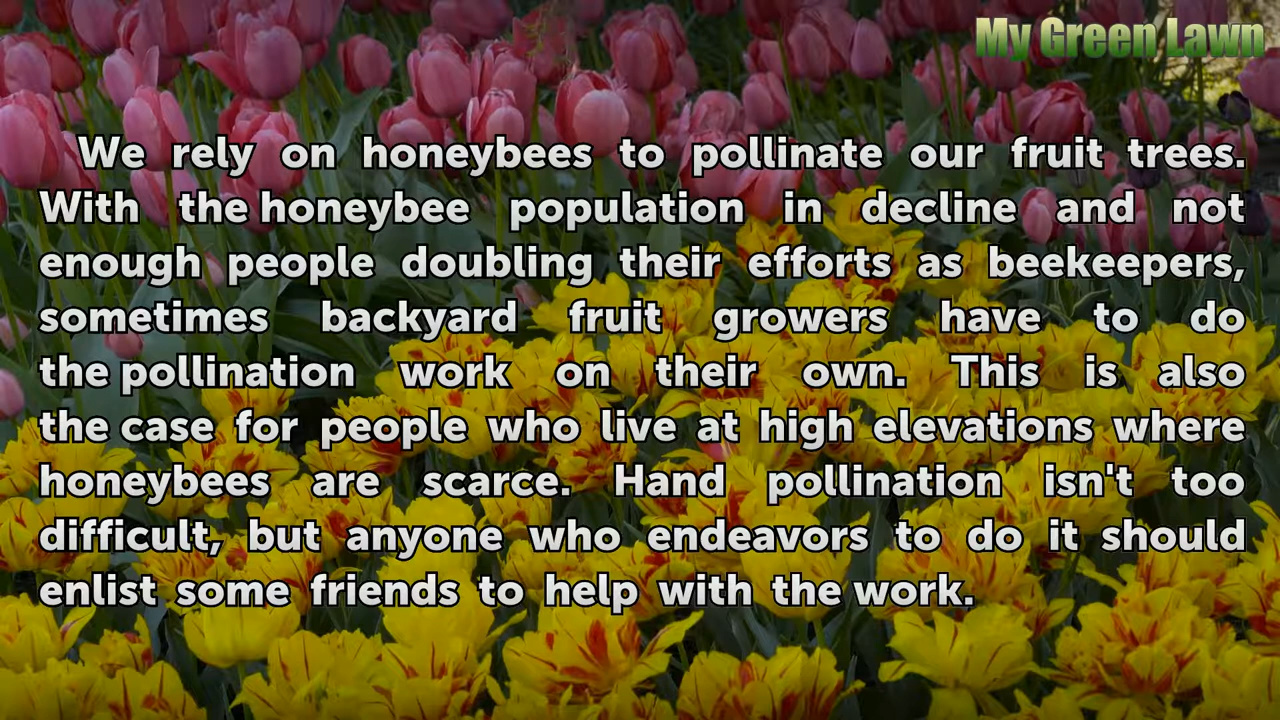 My Green Lawn
We rely on honeybees to pollinate our fruit trees.
With the honeybee population in decline and not
enough people doubling their efforts as beekeepers,
sometimes backyard fruit growers have to do
the pollination work on their own. This is also
the case for people who live at high elevations where
honeybees are scarce. Hand pollination isn't too
difficult, but anyone who endeavors to do it should
enlist some friends to help with the work.